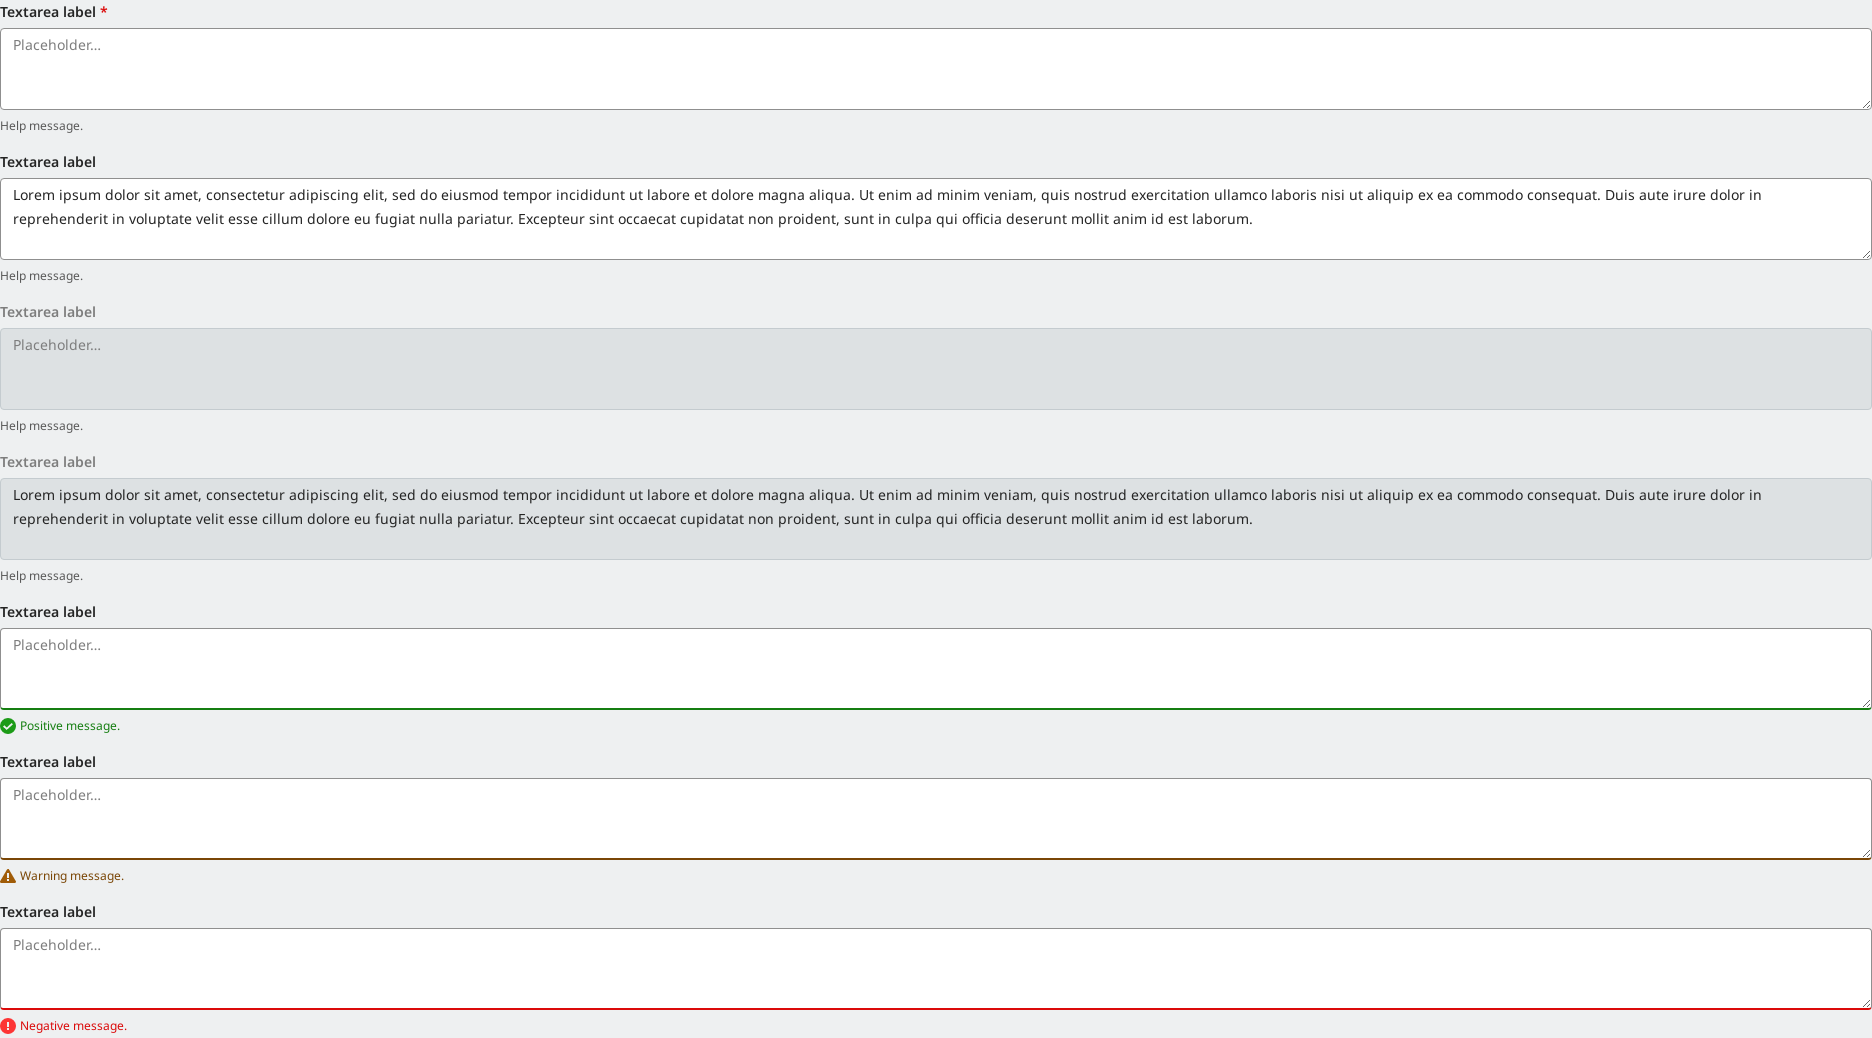 Textarea label *
Placeholder...
Help message.
Textarea label
Lorem ipsum dolor sit amet, consectetur adipiscing elit, sed do eiusmod tempor incididunt ut labore et dolore magna aliqua. Ut enim ad minim veniam, quis nostrud exercitation ullamco laboris nisi ut aliquip ex ea commodo consequat. Duis aute irure dolor in
reprehenderit in voluptate velit esse cillum dolore eu fugiat nulla pariatur. Excepteur sint occaecat cupidatat non proident, sunt in culpa qui officia deserunt mollit anim id est laborum.
Help message.
Textarea label
Placeholder...
Help message.
Textarea label
Lorem ipsum dolor sit amet, consectetur adipiscing elit, sed do eiusmod tempor incididunt ut labore et dolore magna aliqua. Ut enim ad minim veniam, quis nostrud exercitation ullamco laboris nisi ut aliquip ex ea commodo consequat. Duis aute irure dolor in
reprehenderit in voluptate velit esse cillum dolore eu fugiat nulla pariatur. Excepteur sint occaecat cupidatat non proident, sunt in culpa qui officia deserunt mollit anim id est laborum.
Help message.
Textarea label
Placeholder...
Positive message.
Textarea label
Placeholder...
Warning message.
Textarea label
Placeholder...
Negative message.